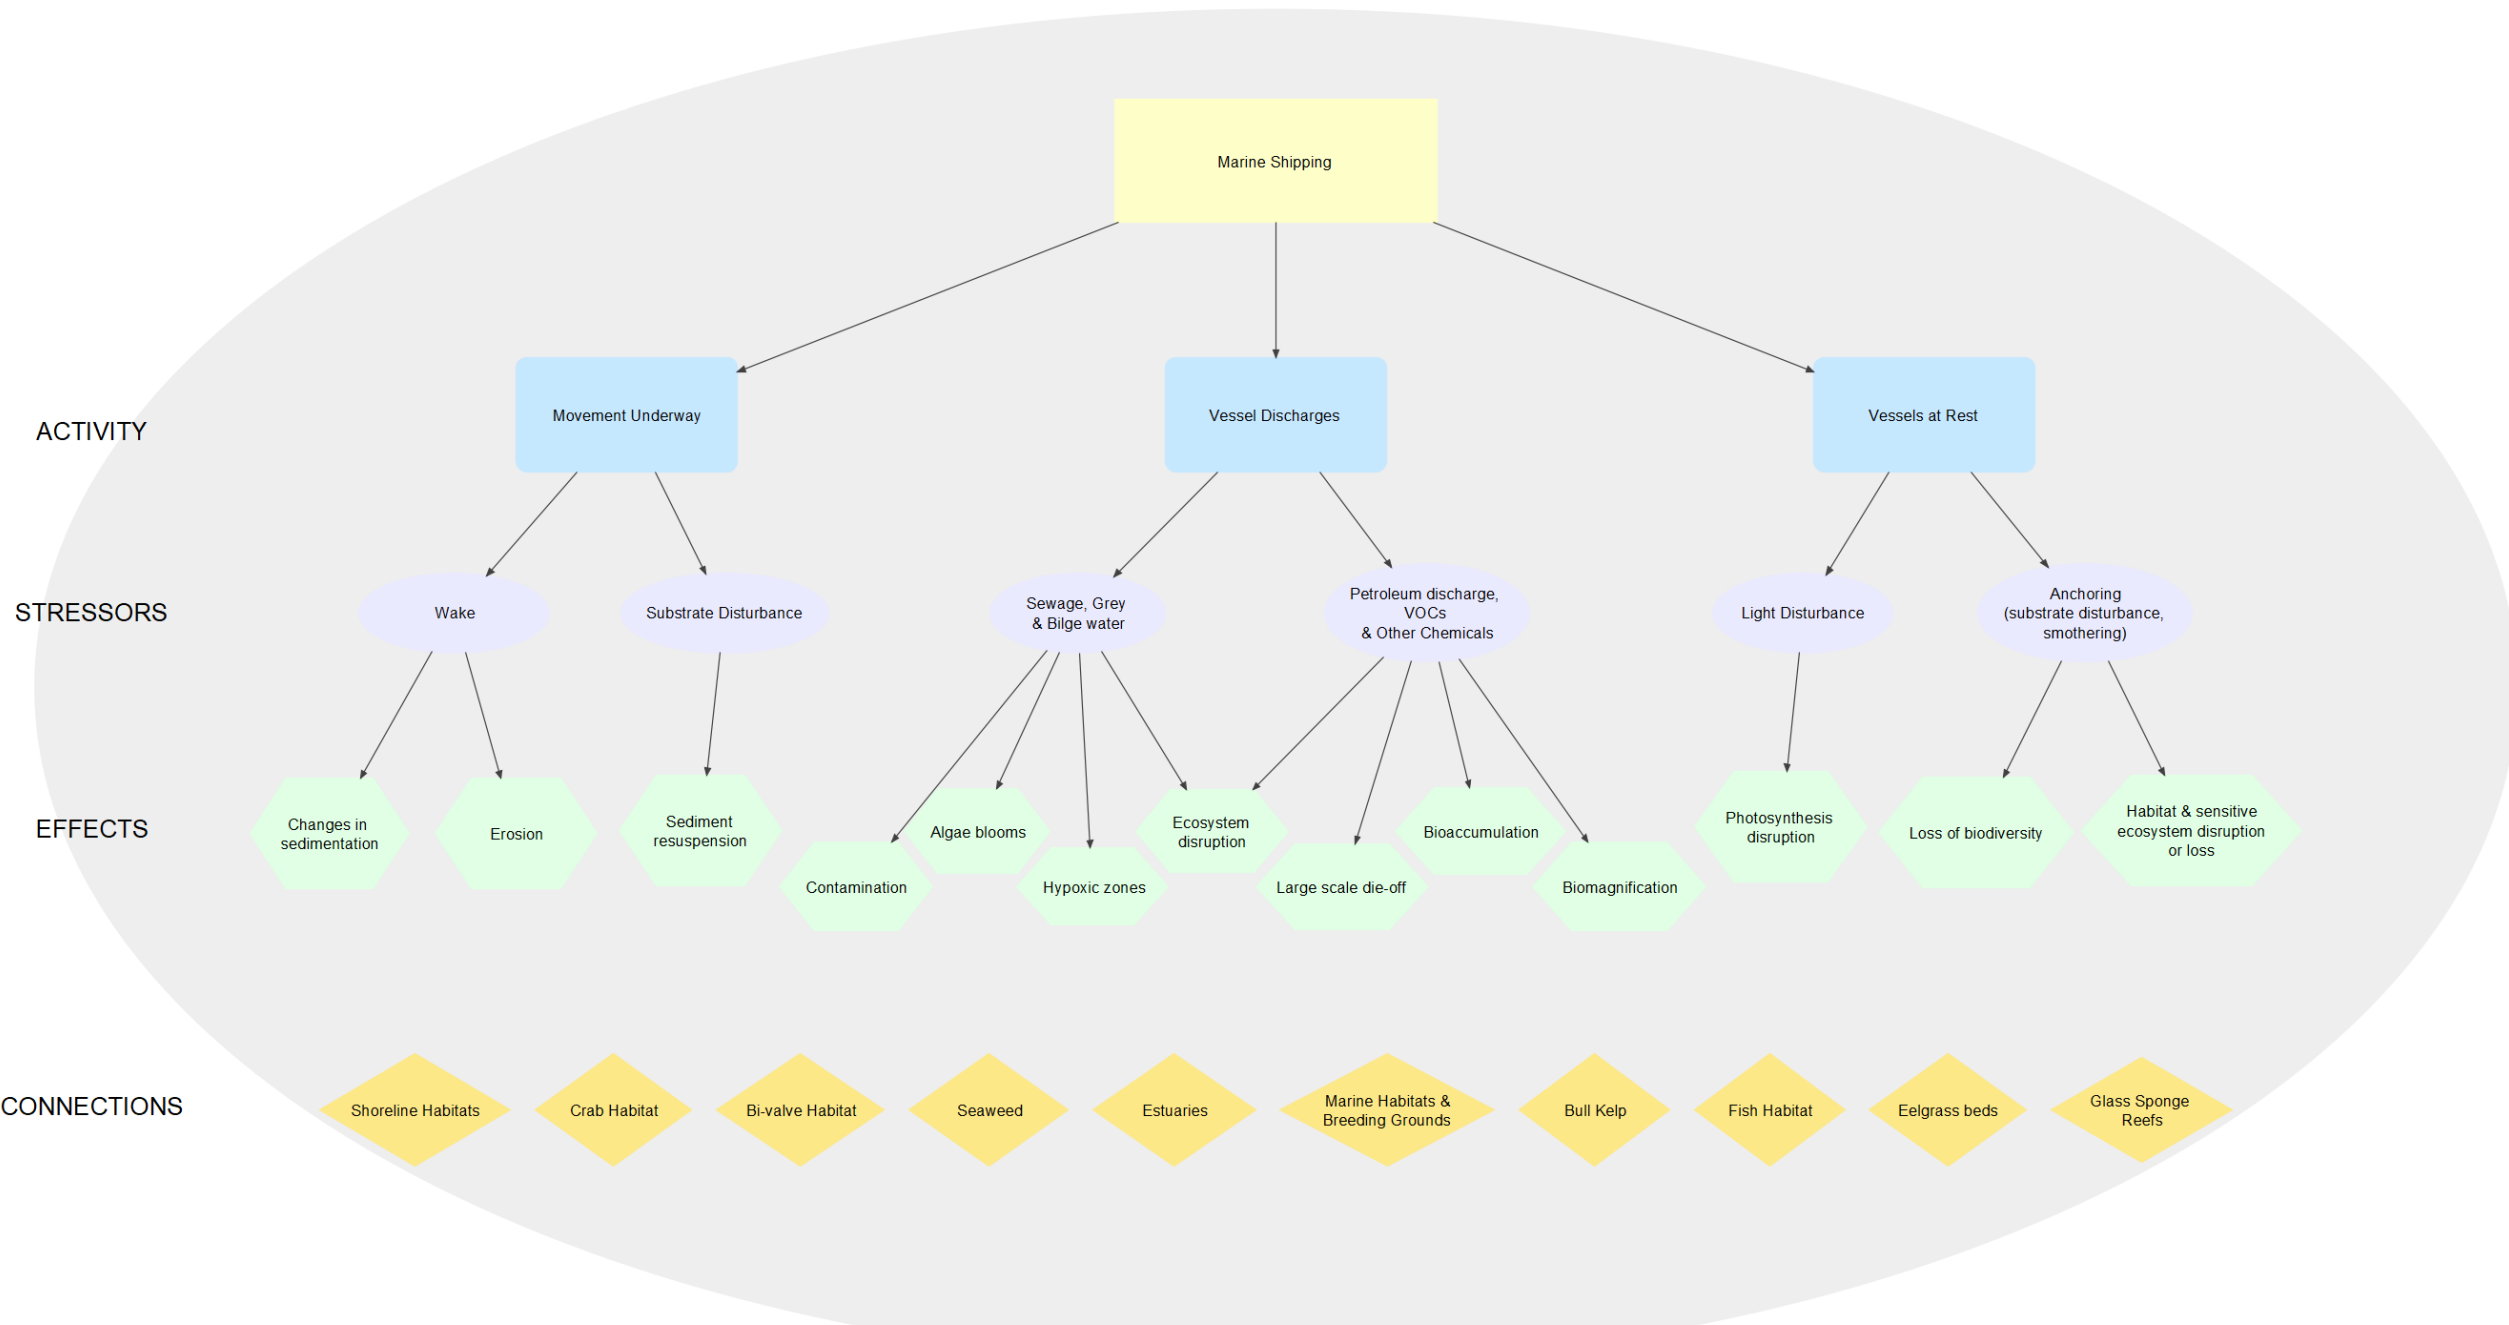 Marine Shipping
ACTIVITY
Movement Underway
Vessel Discharges
Vessels at Rest
STRESSORS
Wake
Substrate Disturbance
Sewage, Grey
& Bilge water
Petroleum discharge,
VOCs
& Other Chemicals
Light Disturbance
Anchoring
(substrate disturbance,
smothering)
EFFECTS
Changes in
sedimentation
Erosion
Sediment
resuspension
Contamination
Algae blooms
Hypoxic zones
Ecosystem
disruption
Large scale die-off
Bioaccumulation
Biomagnification
Photosynthesis
disruption
Loss of biodiversity
Habitat & sensitive
ecosystem disruption
or loss
CONNECTIONS
Shoreline Habitats
Crab Habitat
Bi-valve Habitat
Seaweed
Estuaries
Marine Habitats &
Breeding Grounds
Bull Kelp
Fish Habitat
Eelgrass beds
Glass Sponge
Reefs